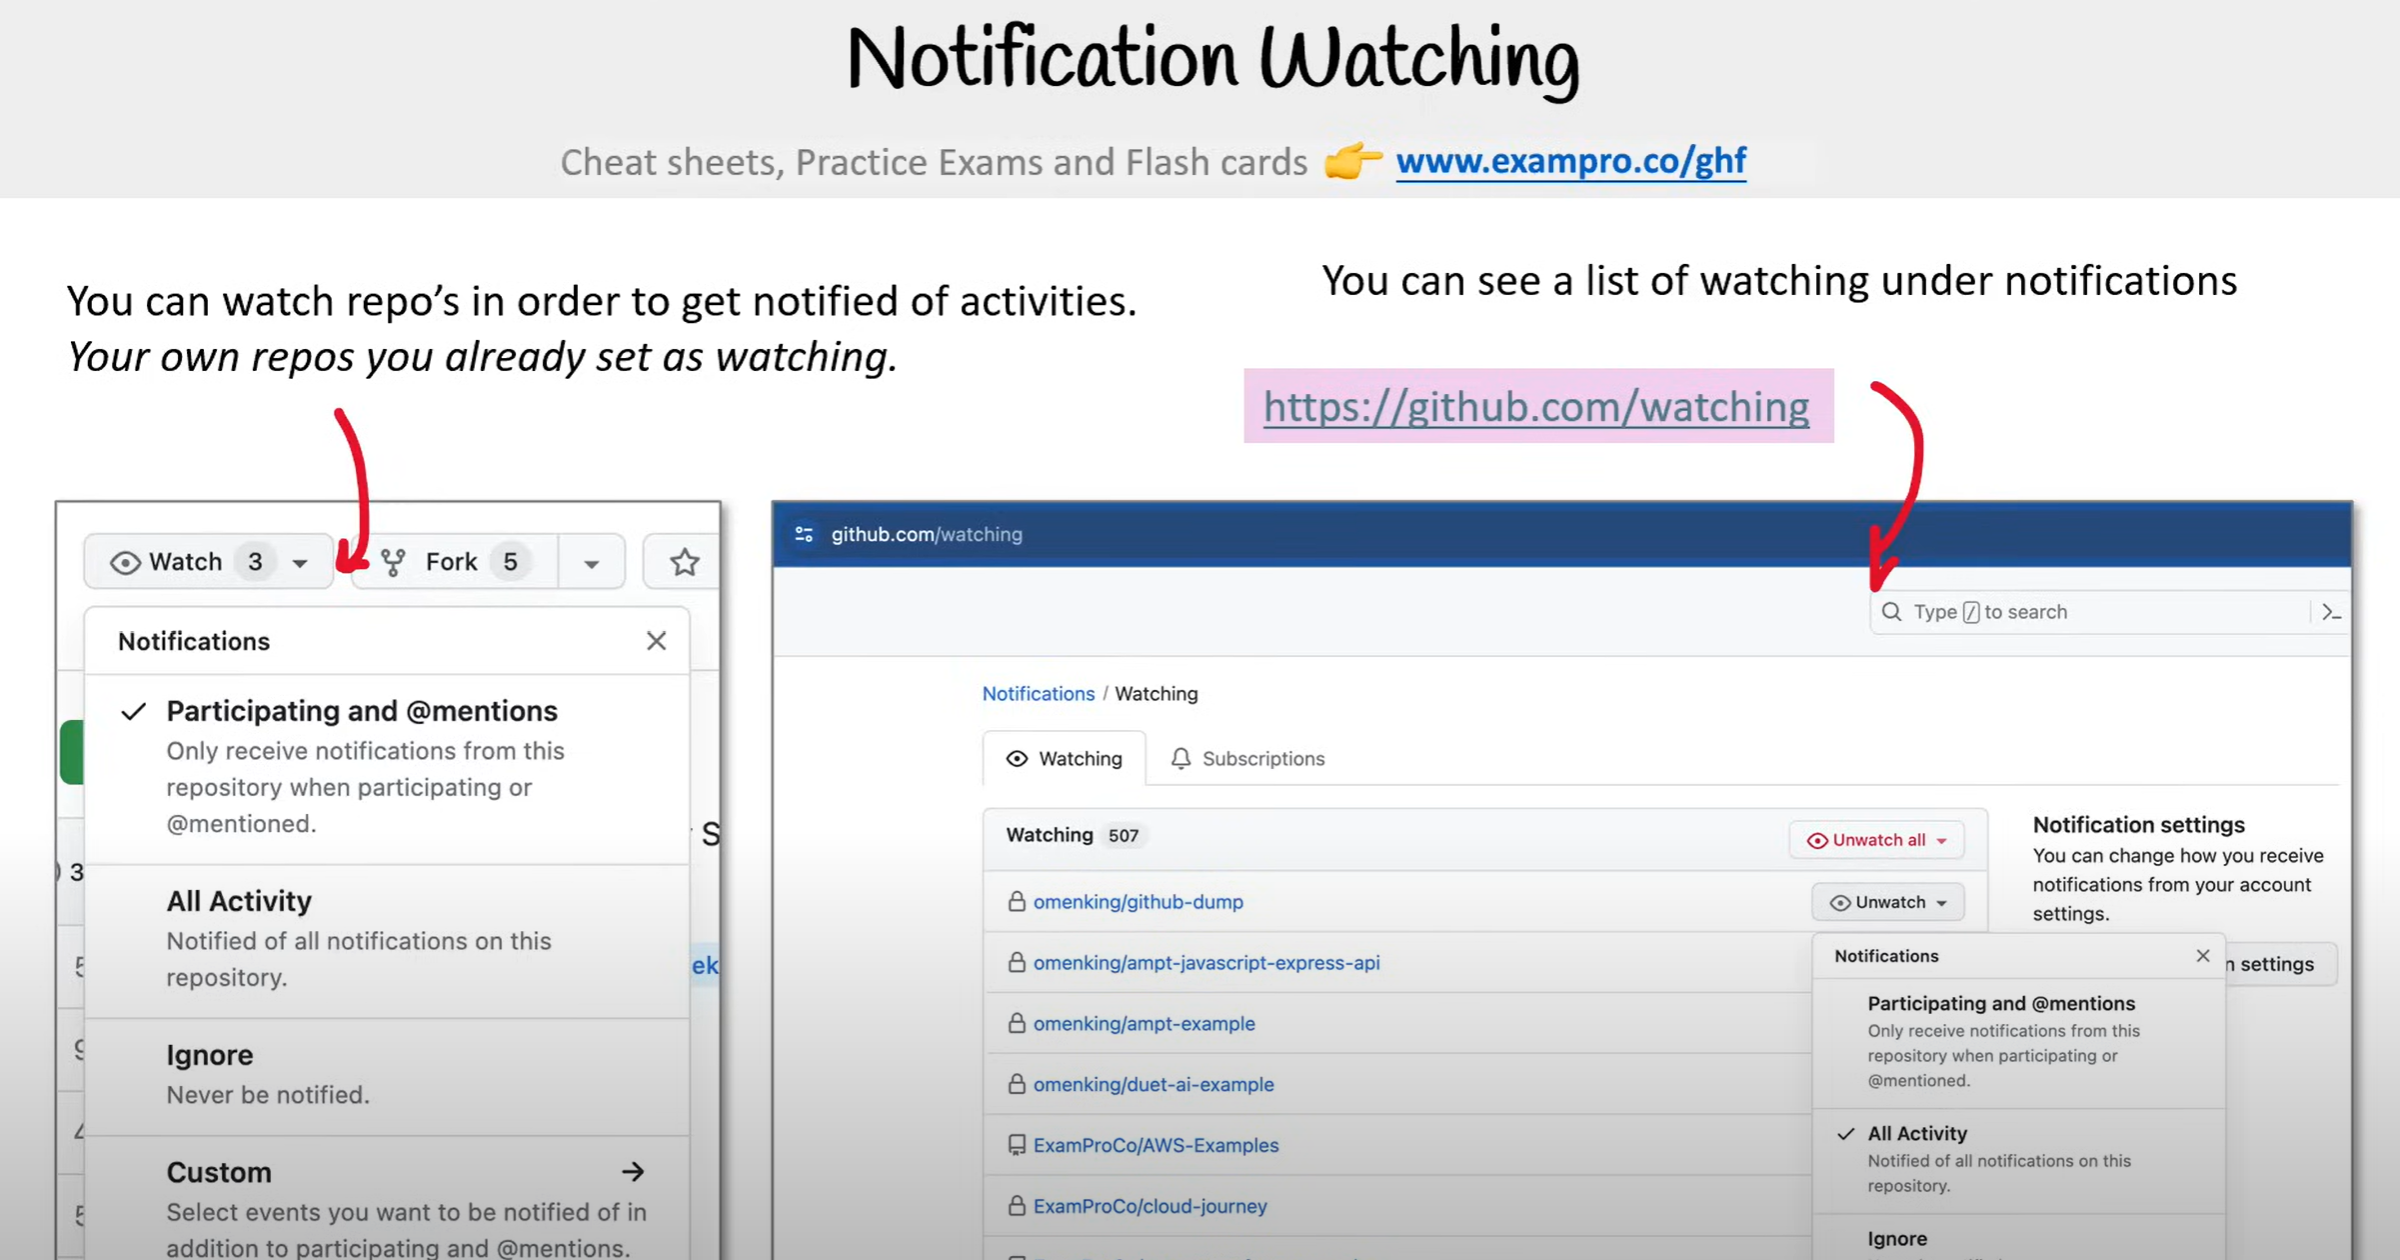 Notification Watching
Cheat sheets, Practice Exams and Flash cards 👉 www.exampro.co/ghf
You can watch repo’s in order to get notified of activities.
Your own repos you already set as watching.
You can see a list of watching under notifications
https://github.com/watching
Watch 3
Fork 5
Notifications
Participating and @mentions
Only receive notifications from this
repository when participating or
@mentioned.
All Activity
Notified of all notifications on this
repository.
Ignore
Never be notified.
Custom
Select events you want to be notified of in
addition to participating and @mentions.
S
3
5
ek
9
4
5
github.com/watching
Type / to search
Notifications / Watching
Watching
Subscriptions
Watching 507
Unwatch all
omenking/github-dump
Unwatch
omenking/ampt-javascript-express-api
omenking/ampt-example
omenking/duet-ai-example
ExamProCo/AWS-Examples
ExamProCo/cloud-journey
Notification settings
You can change how you receive
notifications from your account
settings.
n settings
Notifications
Participating and @mentions
Only receive notifications from this
repository when participating or
@mentioned.
All Activity
Notified of all notifications on this
repository.
Ignore